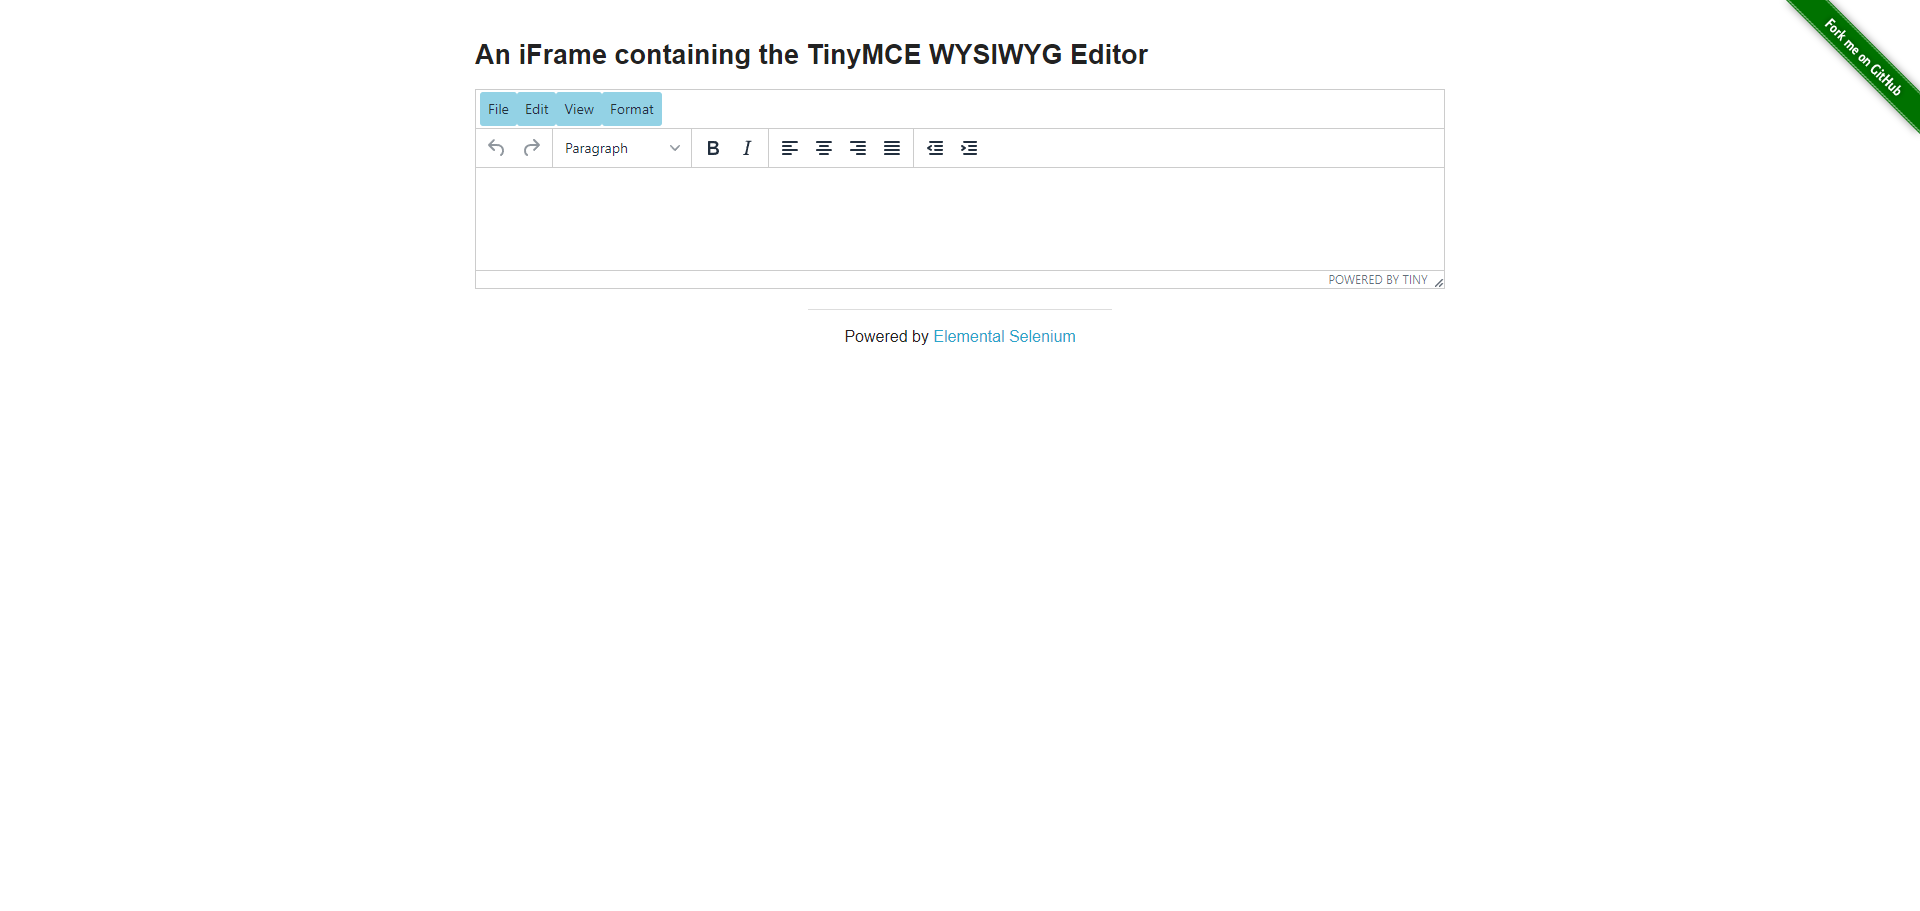 An iFrame containing the TinyMCE WYSIWYG Editor
Fork me on GitHub
File Edit View Format
Paragraph B I
POWERED BY TINY
Powered by Elemental Selenium